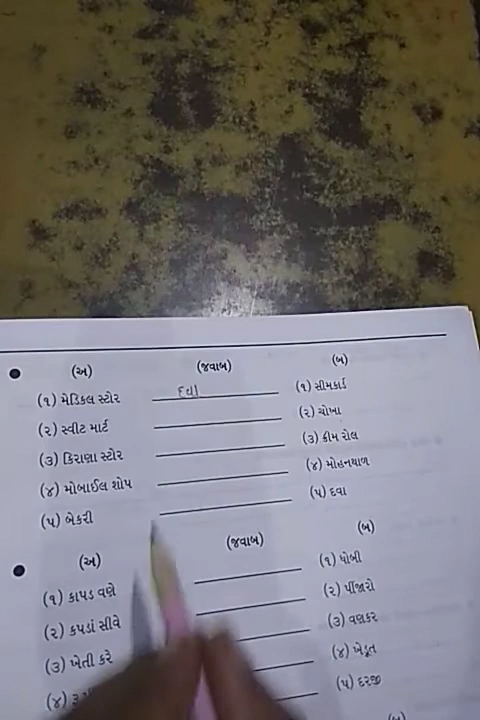 (અ) (જવાબ) (બ)
(૧) મેડિકલ સ્ટોર દવા (૧) સીમકાર્ડ
(૨) સ્વીટ માર્ટ (૨) ચોખા
(૩) કિરાણા સ્ટોર (૩) ક્રીમ રોલ
(૪) મોબાઈલ શોપ (૪) મોહનથાળ
(૫) બેકરી (૫) દવા
(અ) (જવાબ) (બ)
(૧) કાપડ વણે (૧) ધોબી
(૨) કપડાં સીવે (૨) પીંજારો
(૩) ખેતી કરે (૩) વણકર
(૪) (૪) ખેડૂત
(૫) દરજી
(બ)